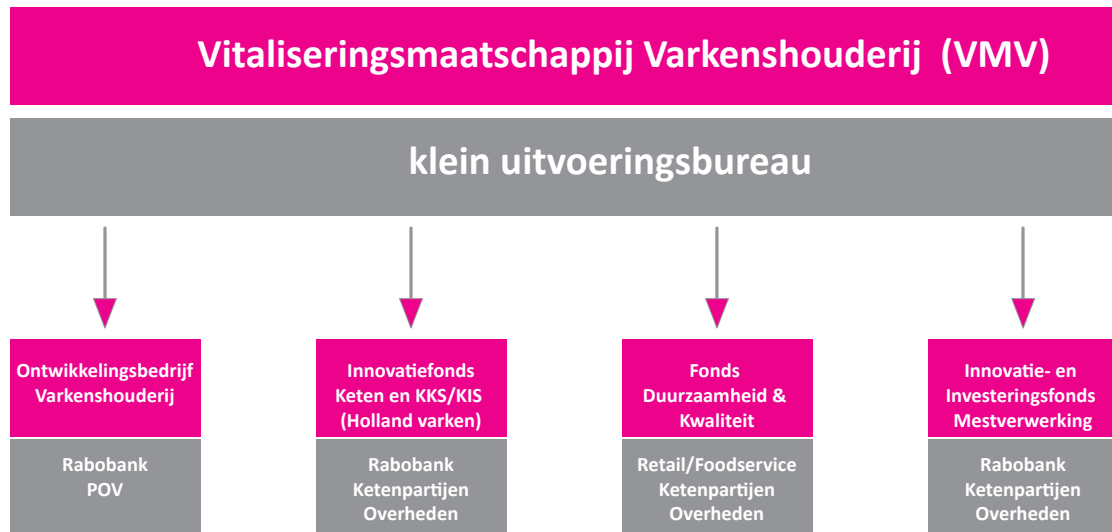 Vitaliseringsmaatschappij Varkenshouderij (VMV)
klein uitvoeringsbureau
Ontwikkelingsbedrijf
Varkenshouderij
Rabobank
POV
Innovatiefonds
Keten en KKS/KIS
(Holland varken)
Rabobank
Ketenpartijen
Overheden
Fonds
Duurzaamheid &
Kwaliteit
Retail/Foodservice
Ketenpartijen
Overheden
Innovatie- en
Investeringsfonds
Mestverwerking
Rabobank
Ketenpartijen
Overheden